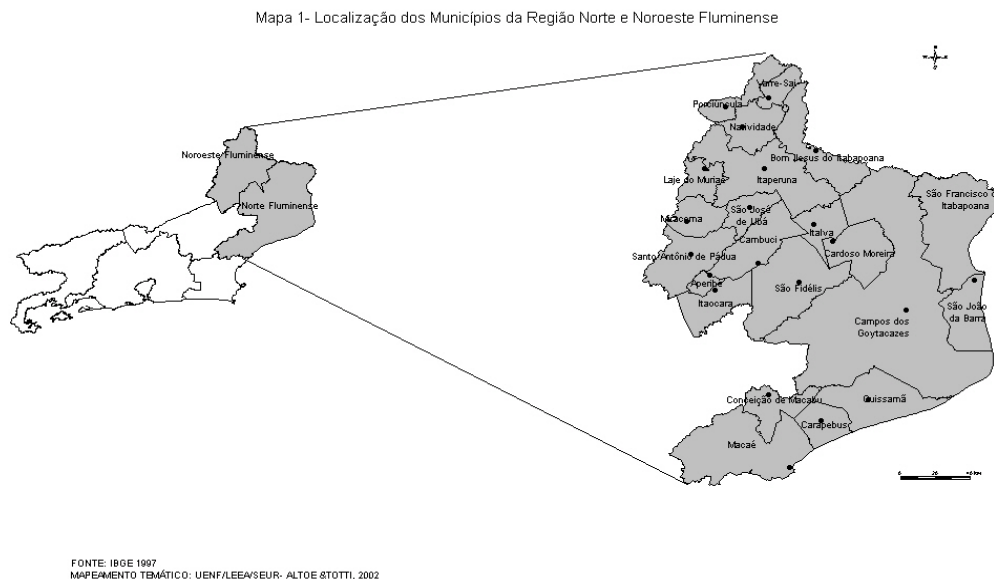 Mapa 1- Localização dos Municípios da Região Norte e Noroeste Fluminense
Noroeste Fluminense
Norte Fluminense
Varre-Sai
Porciúncula
Natividade
Bom Jesus do Itabapoana
Laje do Muriaé
Itaperuna
São Francisco
Itabapoana
Miracema
São José
de Ubá
Italva
Cambuci
Cardoso Moreira
Santo Antônio de Pádua
Aperibé
Itaocara
São Fidélis
São João
da Barra
Campos dos
Goytacazes
Conceição de Macabu
Quissamã
Carapebus
Macaé
FONTE: IBGE 1997
MAPEAMENTO TEMÁTICO: UENF/LEEA/SEUR- ALTOE &TOTTI, 2002